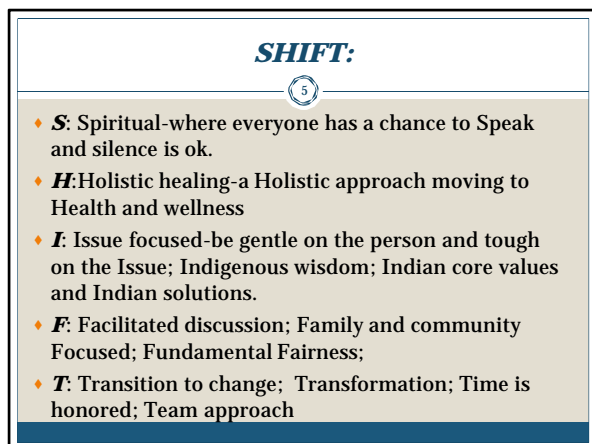 SHIFT:
5
♦ S: Spiritual-where everyone has a chance to Speak
and silence is ok.
♦ H:Holistic healing-a Holistic approach moving to
Health and wellness
♦ I: Issue focused-be gentle on the person and tough
on the Issue; Indigenous wisdom; Indian core values
and Indian solutions.
♦ F: Facilitated discussion; Family and community
Focused; Fundamental Fairness;
♦ T: Transition to change; Transformation; Time is
honored; Team approach